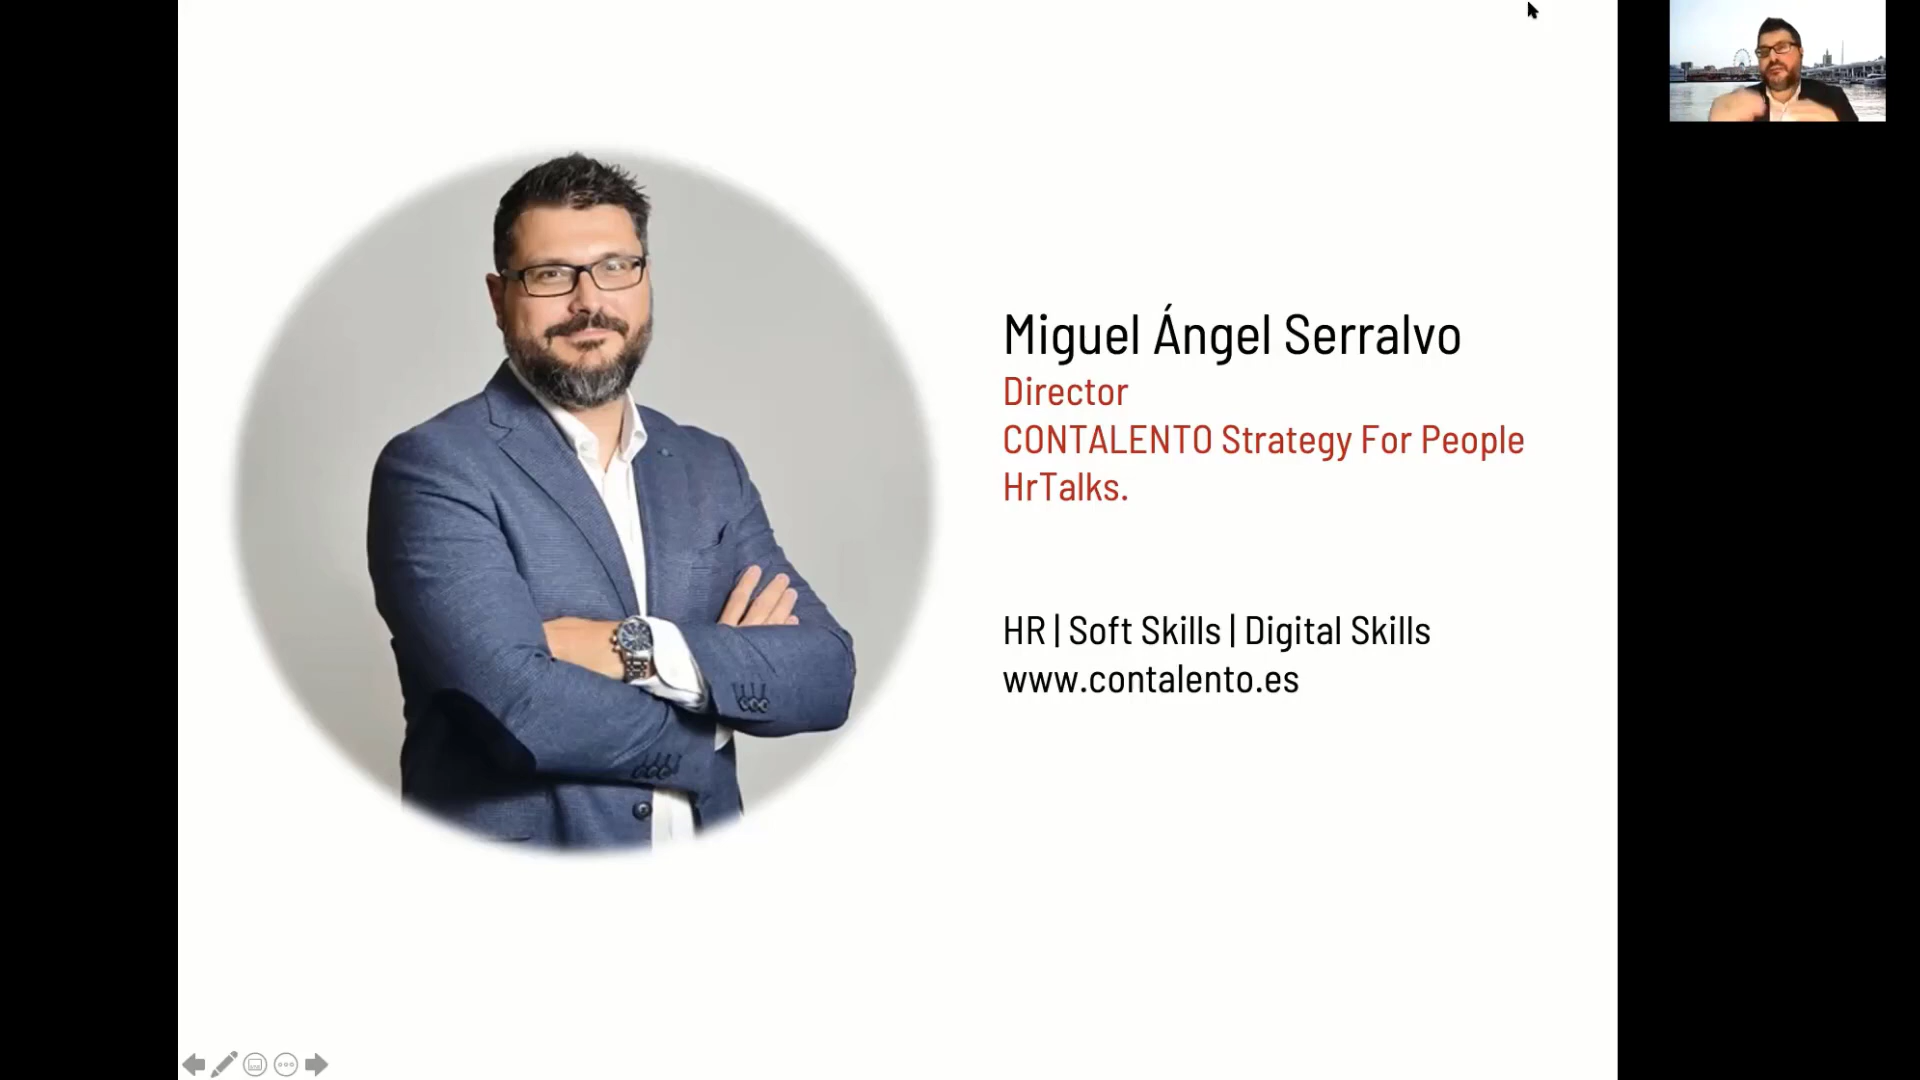 Miguel Ángel Serralvo
Director
CONTALENTO Strategy For People
HrTalks.
HR | Soft Skills | Digital Skills
www.contalento.es